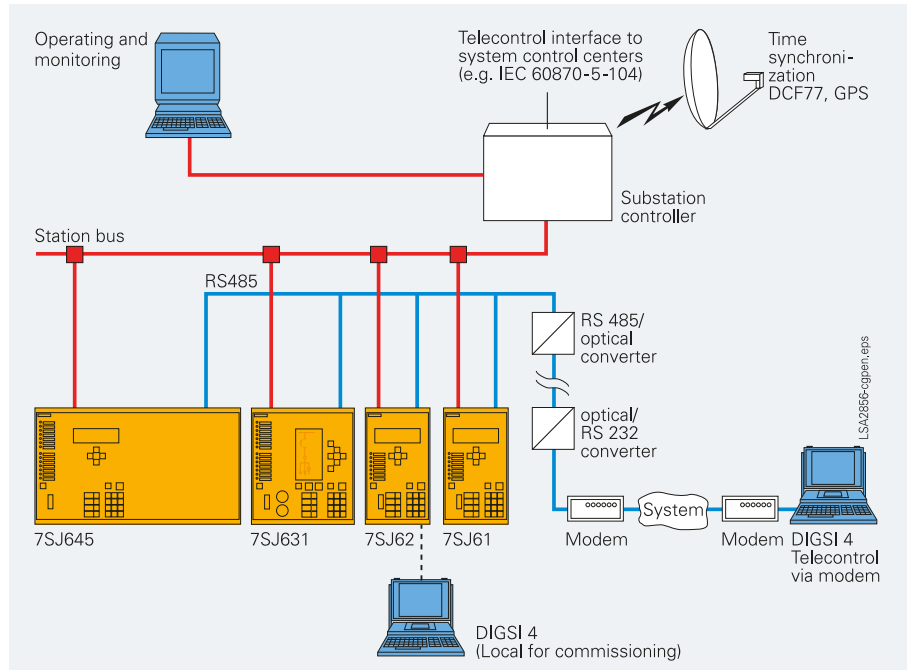 Operating and
monitoring
Telecontrol interface to
system control centers
(e.g. IEC 60870-5-104)
Time
synchroni-
zation
DCF77, GPS
Substation
controller
Station bus
RS485
RS 485/
optical
converter
optical/
RS 232
converter
LSA2856-cgpen.eps
7SJ645
7SJ631
7SJ62
7SJ61
Modem
System
Modem
DIGSI 4
Telecontrol
via modem
DIGSI 4
(Local for commissioning)